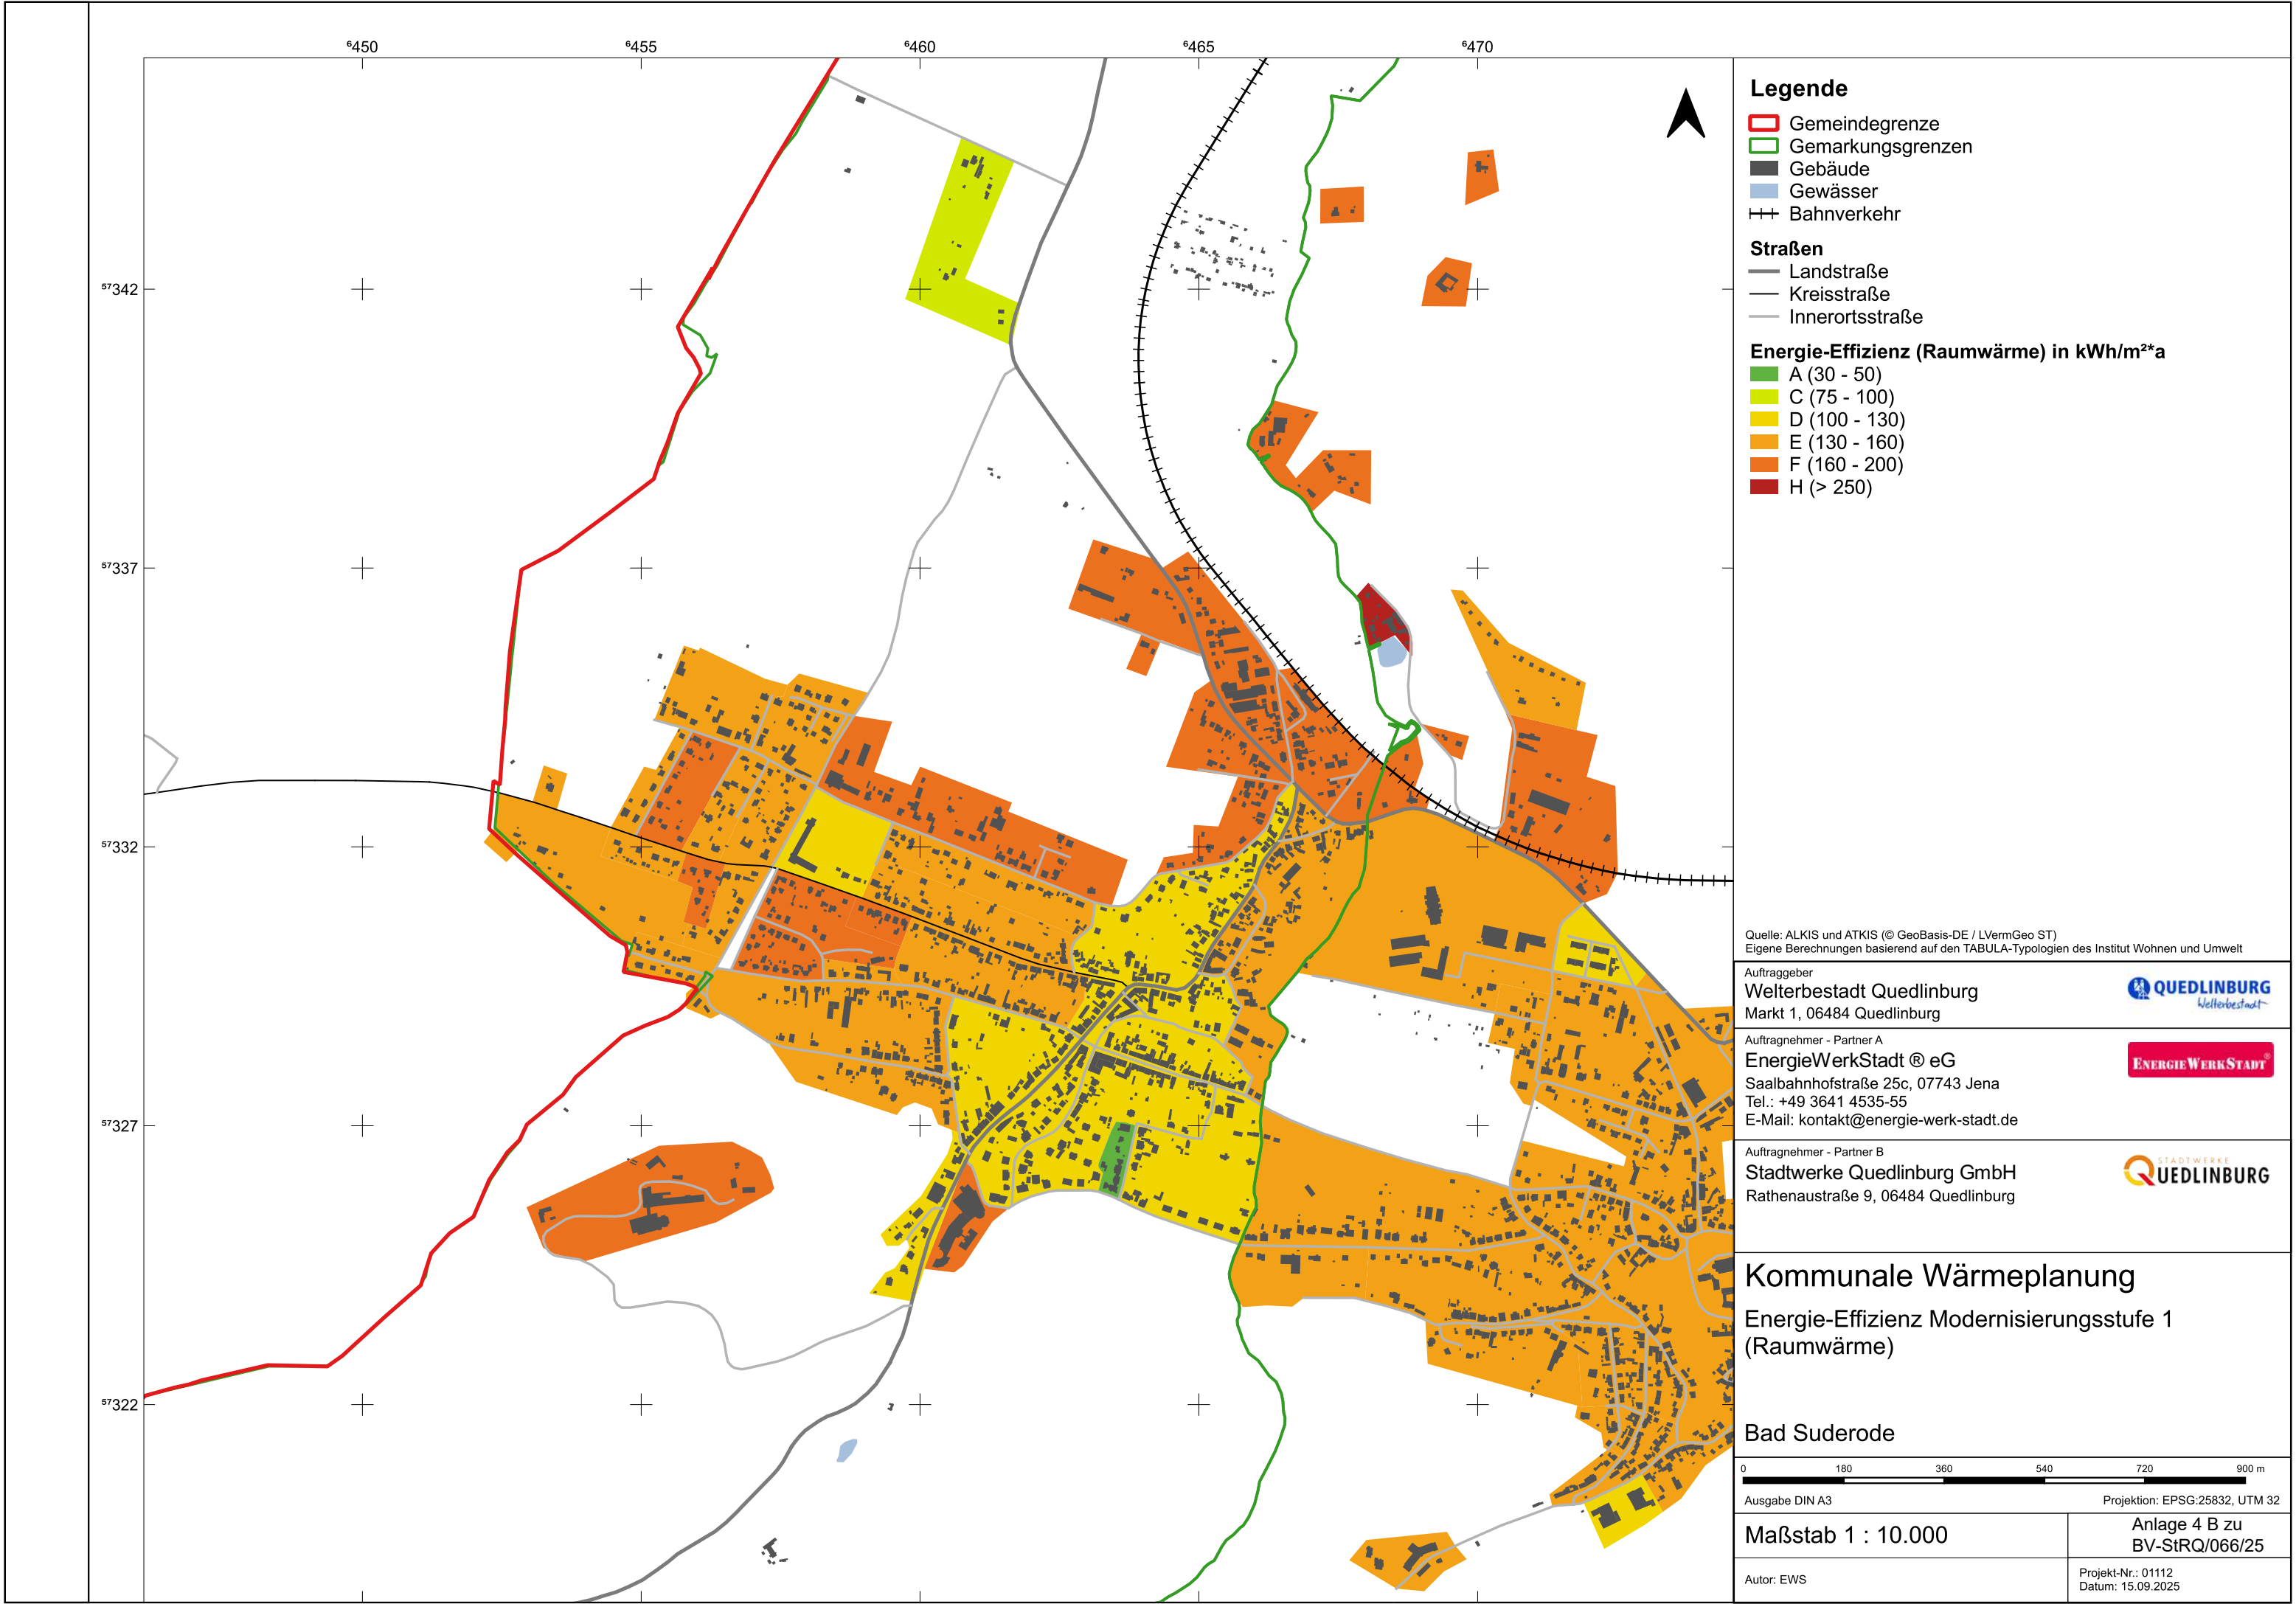 ⁶450 ⁶455 ⁶460 ⁶465 ⁶470
⁵⁷342
⁵⁷337
⁵⁷332
⁵⁷327
⁵⁷322
Legende
Gemeindegrenze
Gemarkungsgrenzen
Gebäude
Gewässer
Bahnverkehr
Straßen
Landstraße
Kreisstraße
Innerortsstraße
Energie-Effizienz (Raumwärme) in kWh/m²*a
A (30 - 50)
C (75 - 100)
D (100 - 130)
E (130 - 160)
F (160 - 200)
H (> 250)
Quelle: ALKIS und ATKIS (© GeoBasis-DE / LVermGeo ST)
Eigene Berechnungen basierend auf den TABULA-Typologien des Institut Wohnen und Umwelt
Auftraggeber
Welterbestadt Quedlinburg
Markt 1, 06484 Quedlinburg
QUEDLINBURG
Welterbestadt
Auftragnehmer - Partner A
EnergieWerkStadt ® eG
Saalbahnhofstraße 25c, 07743 Jena
Tel.: +49 3641 4535-55
E-Mail: kontakt@energie-werk-stadt.de
ENERGIEWERKSTADT®
Auftragnehmer - Partner B
Stadtwerke Quedlinburg GmbH
Rathenaustraße 9, 06484 Quedlinburg
STADTWERKE
QUEDLINBURG
Kommunale Wärmeplanung
Energie-Effizienz Modernisierungsstufe 1
(Raumwärme)
Bad Suderode
0 180 360 540 720 900 m
Ausgabe DIN A3 Projektion: EPSG:25832, UTM 32
Maßstab 1 : 10.000
Anlage 4 B zu
BV-StRQ/066/25
Autor: EWS
Projekt-Nr.: 01112
Datum: 15.09.2025